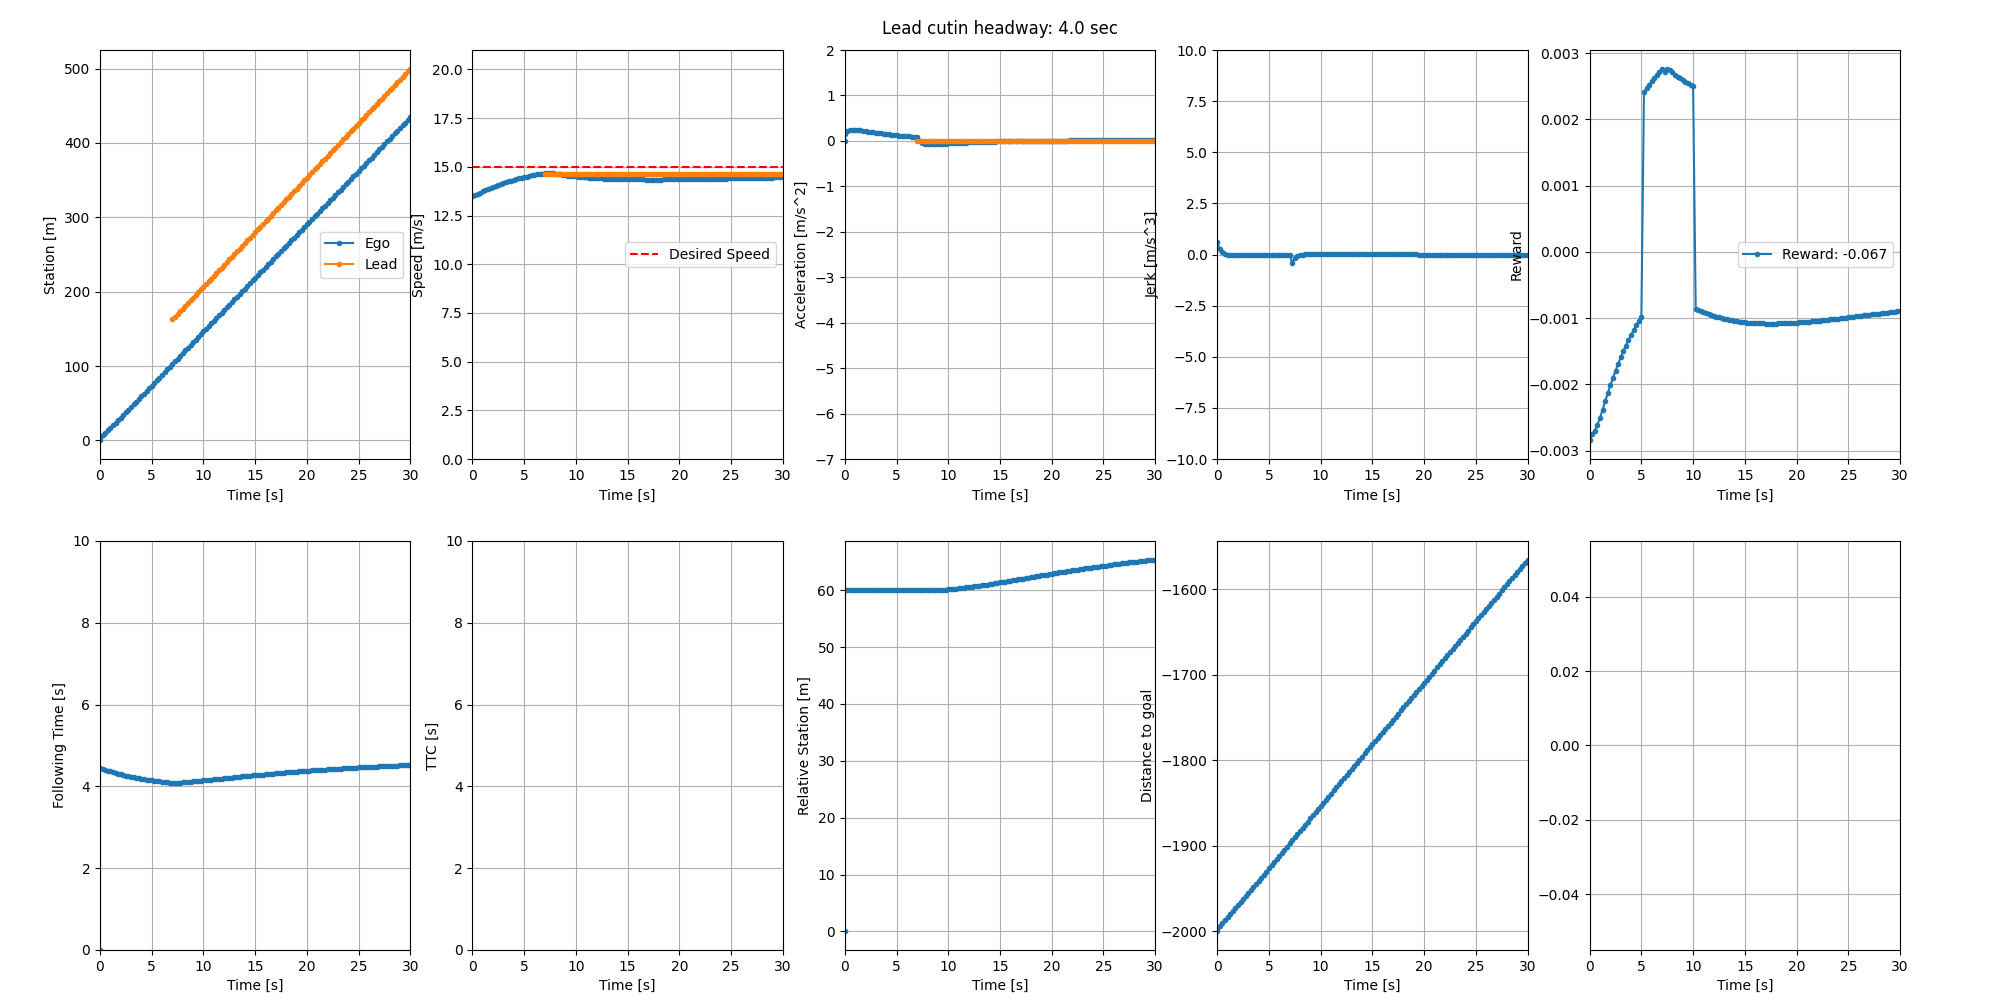 Lead cutin headway: 4.0 sec
500
400
300
200
100
0
Station [m]
0 5 10 15 20 25 30
Time [s]
Ego
Lead
20.0
17.5
15.0
12.5
10.0
7.5
5.0
2.5
0.0
Speed [m/s]
0 5 10 15 20 25 30
Time [s]
Desired Speed
2
1
0
−1
−2
−3
−4
−5
−6
−7
Acceleration [m/s^2]
0 5 10 15 20 25 30
Time [s]
10.0
7.5
5.0
2.5
0.0
−2.5
−5.0
−7.5
−10.0
Jerk [m/s^3]
0 5 10 15 20 25 30
Time [s]
0.003
0.002
0.001
0.000
−0.001
−0.002
−0.003
Reward
0 5 10 15 20 25 30
Time [s]
Reward: -0.067
10
8
6
4
2
0
Following Time [s]
0 5 10 15 20 25 30
Time [s]
10
8
6
4
2
0
TTC [s]
0 5 10 15 20 25 30
Time [s]
60
50
40
30
20
10
0
Relative Station [m]
0 5 10 15 20 25 30
Time [s]
−1600
−1700
−1800
−1900
−2000
Distance to goal
0 5 10 15 20 25 30
Time [s]
0.04
0.02
0.00
−0.02
−0.04
0 5 10 15 20 25 30
Time [s]